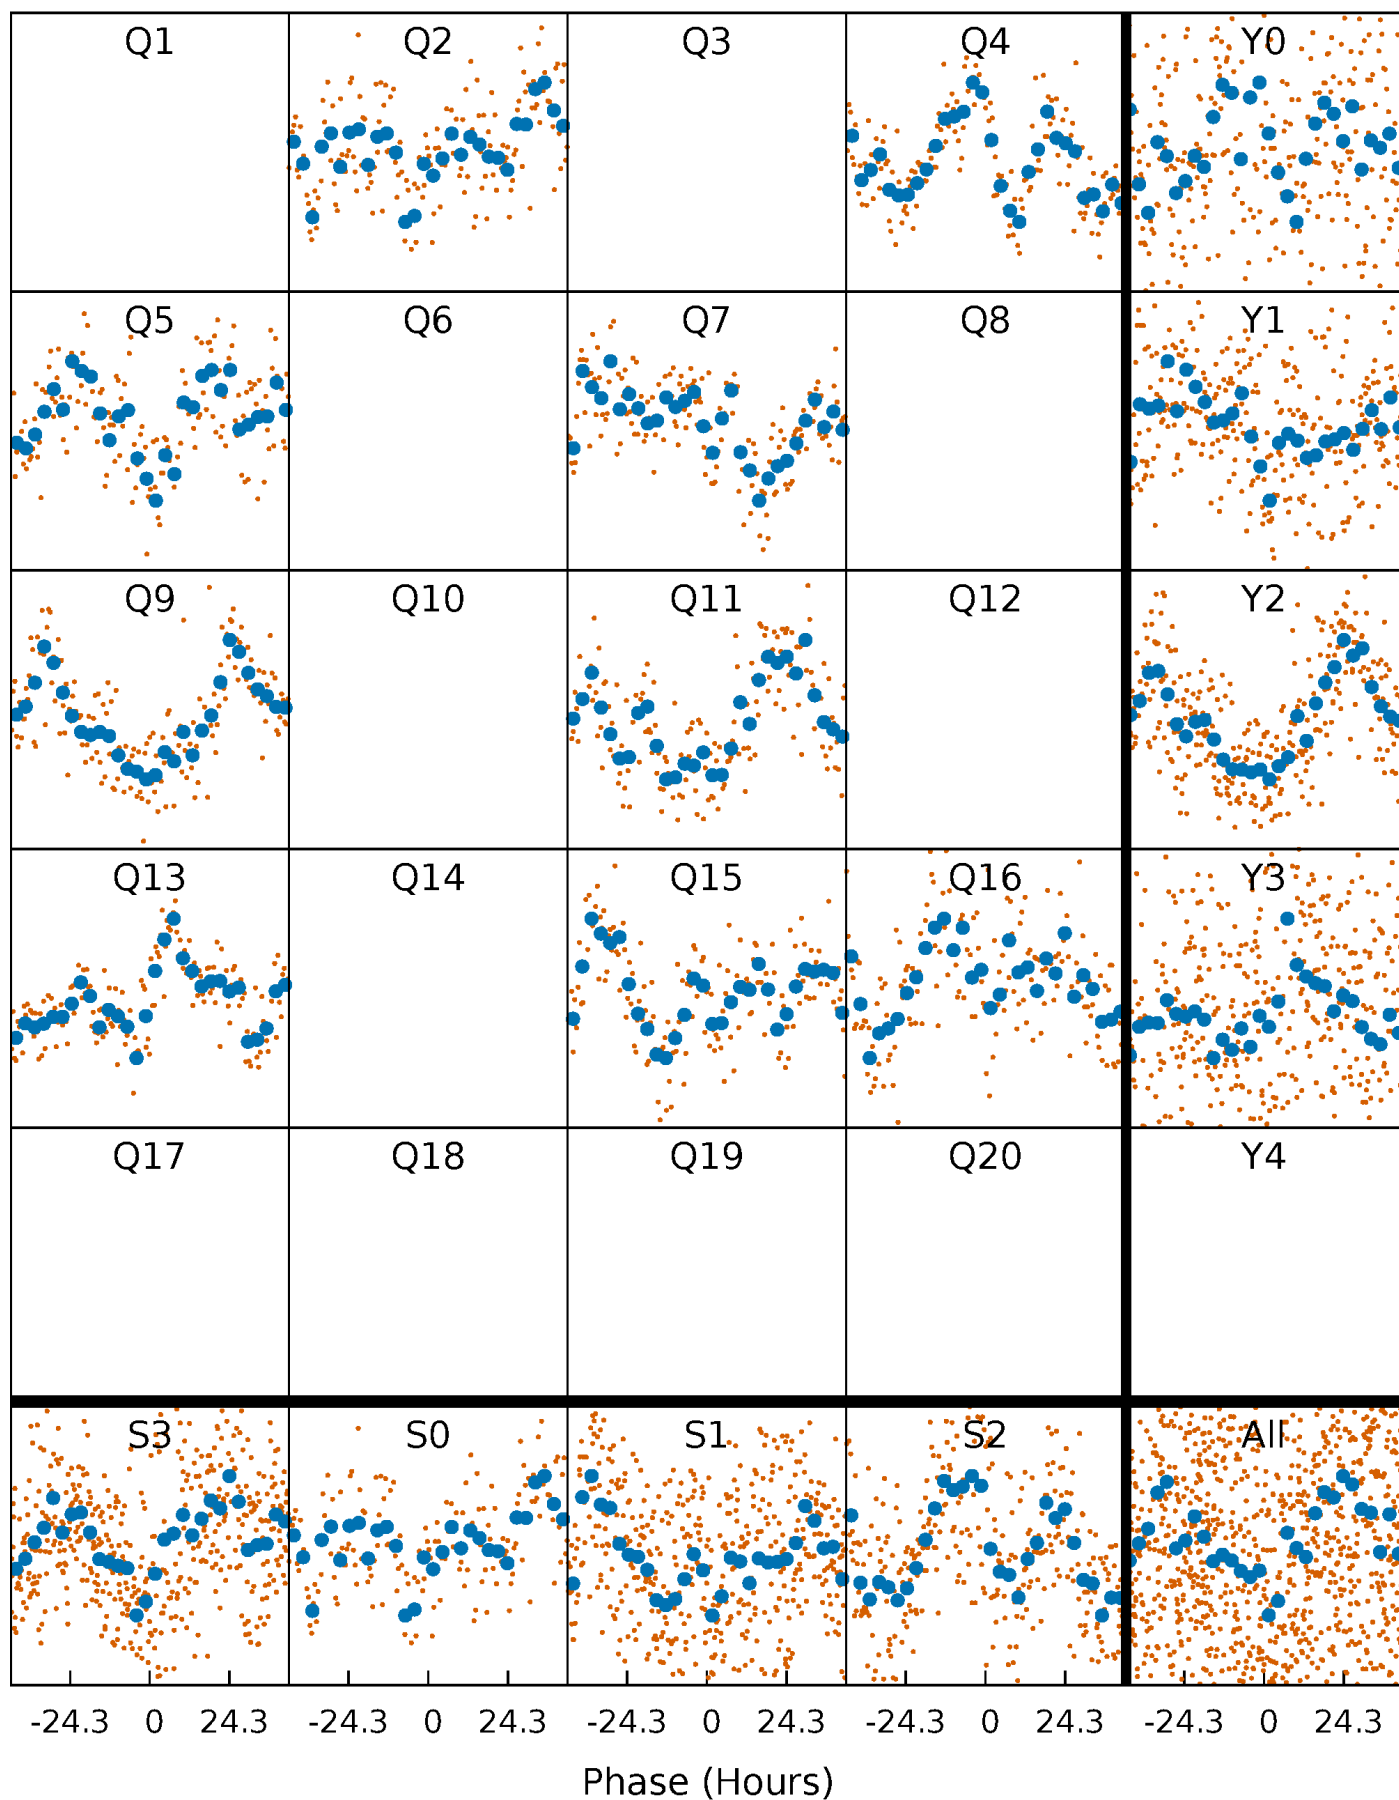 Q1 Q2 Q3 Q4 Y0
Q5 Q6 Q7 Q8 Y1
Q9 Q10 Q11 Q12 Y2
Q13 Q14 Q15 Q16 Y3
Q17 Q18 Q19 Q20 Y4
S3 S0 S1 S2 All
-24.3 0 24.3 -24.3 0 24.3 -24.3 0 24.3 -24.3 0 24.3 -24.3 0 24.3
Phase (Hours)